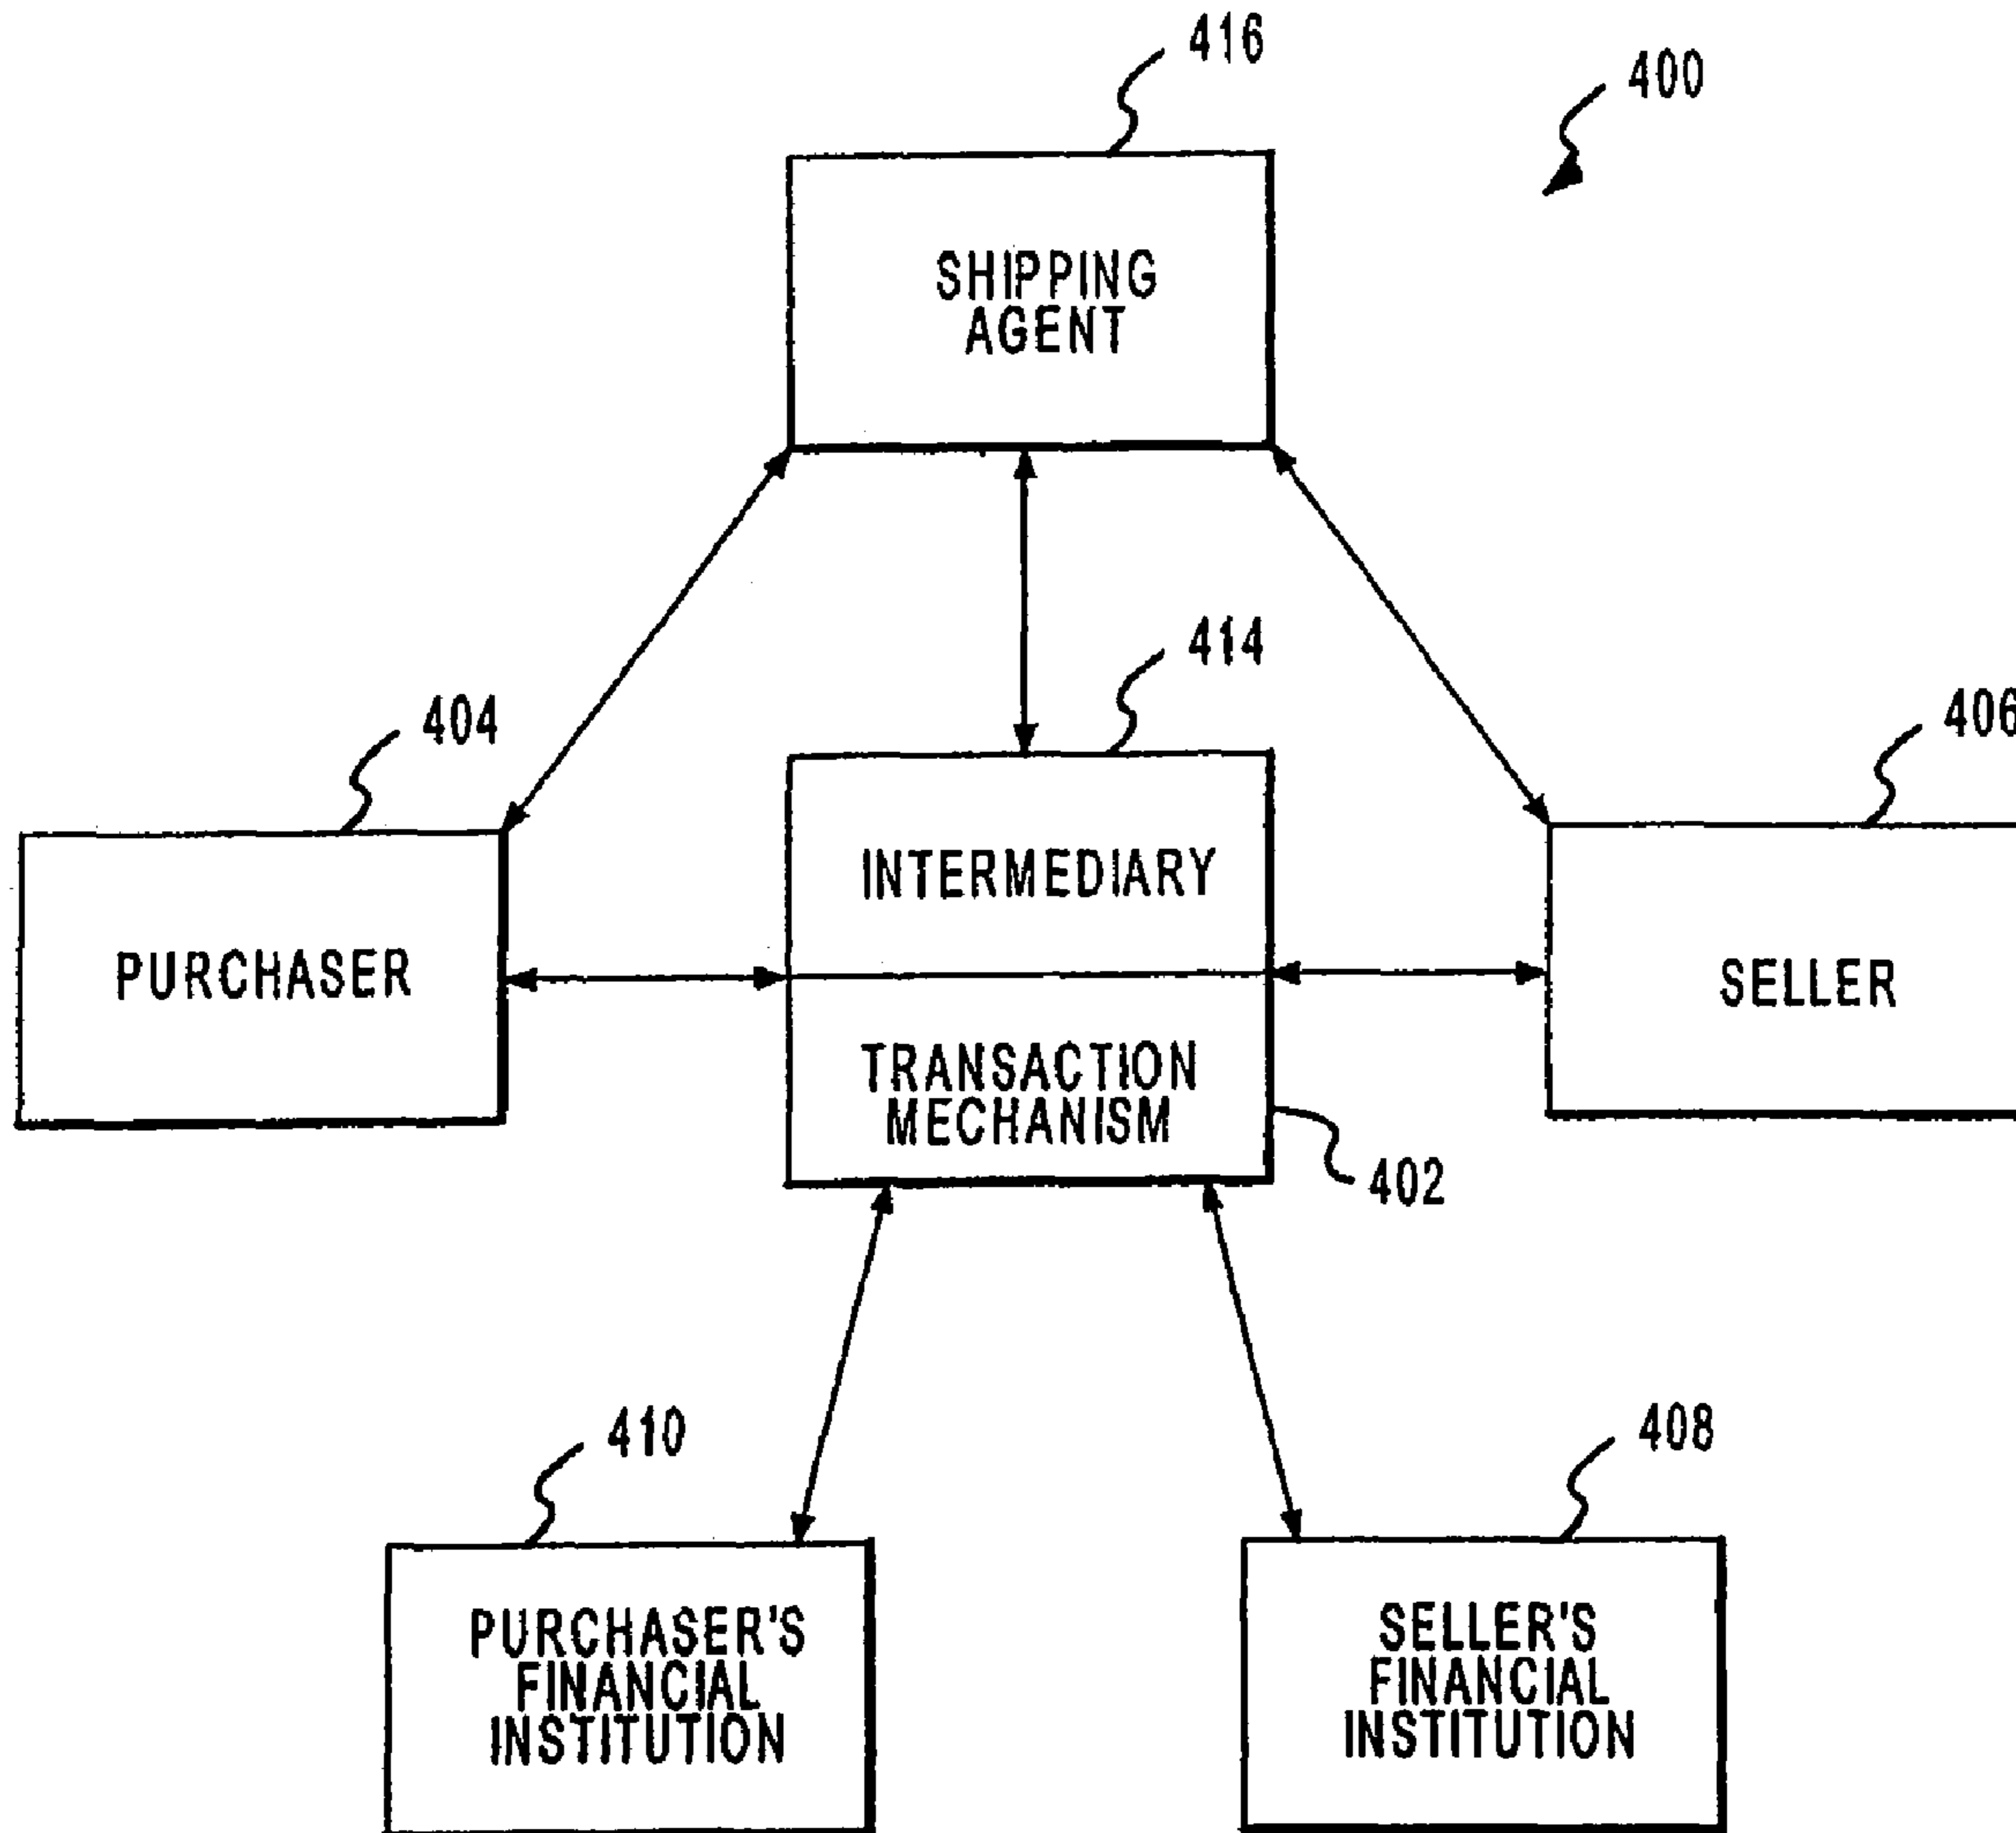 416
400
SHIPPING
AGENT
414
404
406
INTERMEDIARY
PURCHASER
SELLER
TRANSACTION
MECHANISM
402
410
408
PURCHASER'S
FINANCIAL
INSTITUTION
SELLER'S
FINANCIAL
INSTITUTION